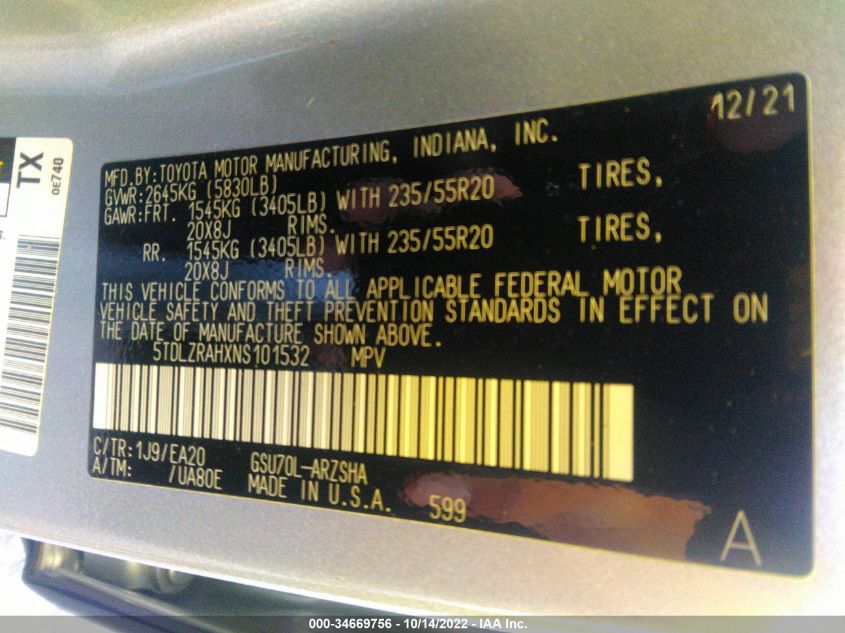 TX
0E740
12/21
MFD.BY:TOYOTA MOTOR MANUFACTURING, INDIANA, INC.
GVWR:2645KG (5830LB)
GAWR:FRT. 1545KG (3405LB) WITH 235/55R20 TIRES,
20X8J RIMS.
RR. 1545KG (3405LB) WITH 235/55R20 TIRES,
20X8J RIMS.
THIS VEHICLE CONFORMS TO ALL APPLICABLE FEDERAL MOTOR
VEHICLE SAFETY AND THEFT PREVENTION STANDARDS IN EFFECT ON
THE DATE OF MANUFACTURE SHOWN ABOVE.
5TDLZRAHXNS101532 MPV
C/TR:1J9/EA20 GSU70L-ARZSHA
A/TM: /UA80E MADE IN U.S.A. 599
A
000-34669756 - 10/14/2022 - IAA Inc.